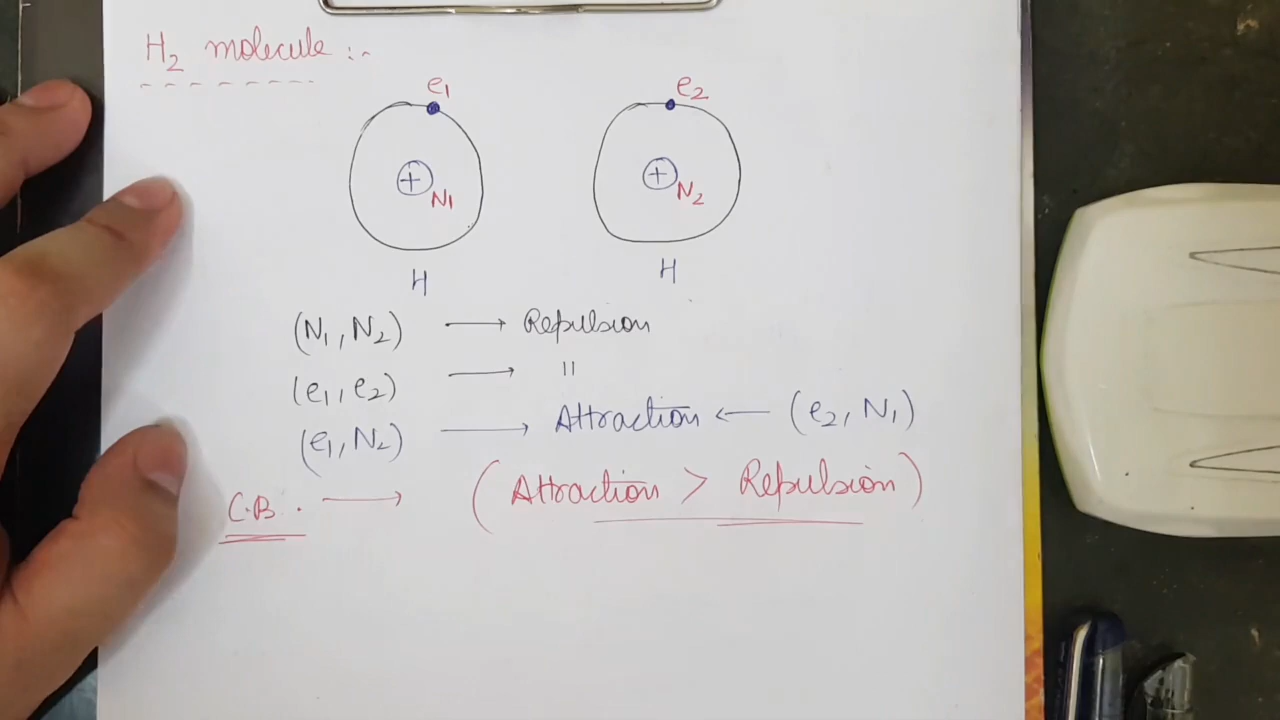 H2 molecule :-
e1 e2
+ +
N1 N2
H H
(N1, N2) → Repulsion
(e1, e2) → "
(e1, N2) → Attraction ← (e2, N1)
C.B. → (Attraction > Repulsion)